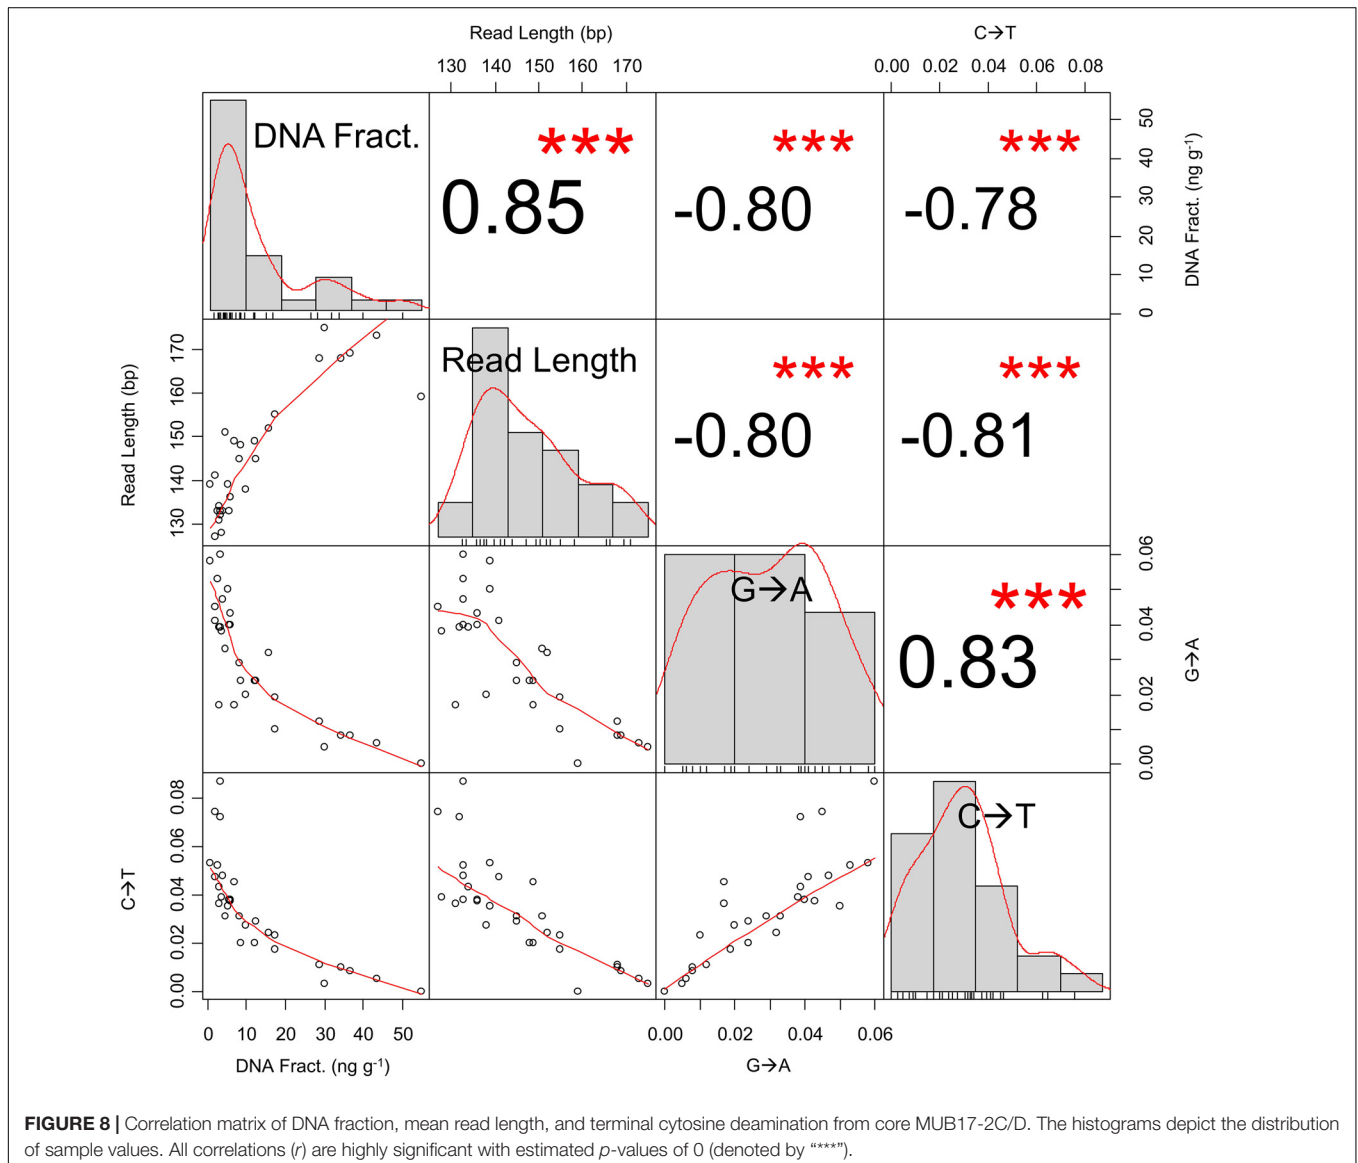 Read Length (bp) C→T
130 140 150 160 170 0.00 0.02 0.04 0.06 0.08
DNA Fract.
***
0.85
***
-0.80
***
-0.78
0 10 20 30 40 50
DNA Fract. (ng g-1)
Read Length (bp)
130 140 150 160 170
Read Length
***
-0.80
***
-0.81
G→A
***
0.83
0.00 0.02 0.04 0.06
G→A
C→T
0.00 0.02 0.04 0.06 0.08
C→T
0 10 20 30 40 50 0.00 0.02 0.04 0.06
DNA Fract. (ng g-1) G→A
FIGURE 8 | Correlation matrix of DNA fraction, mean read length, and terminal cytosine deamination from core MUB17-2C/D. The histograms depict the distribution
of sample values. All correlations (r) are highly significant with estimated p-values of 0 (denoted by “***”).